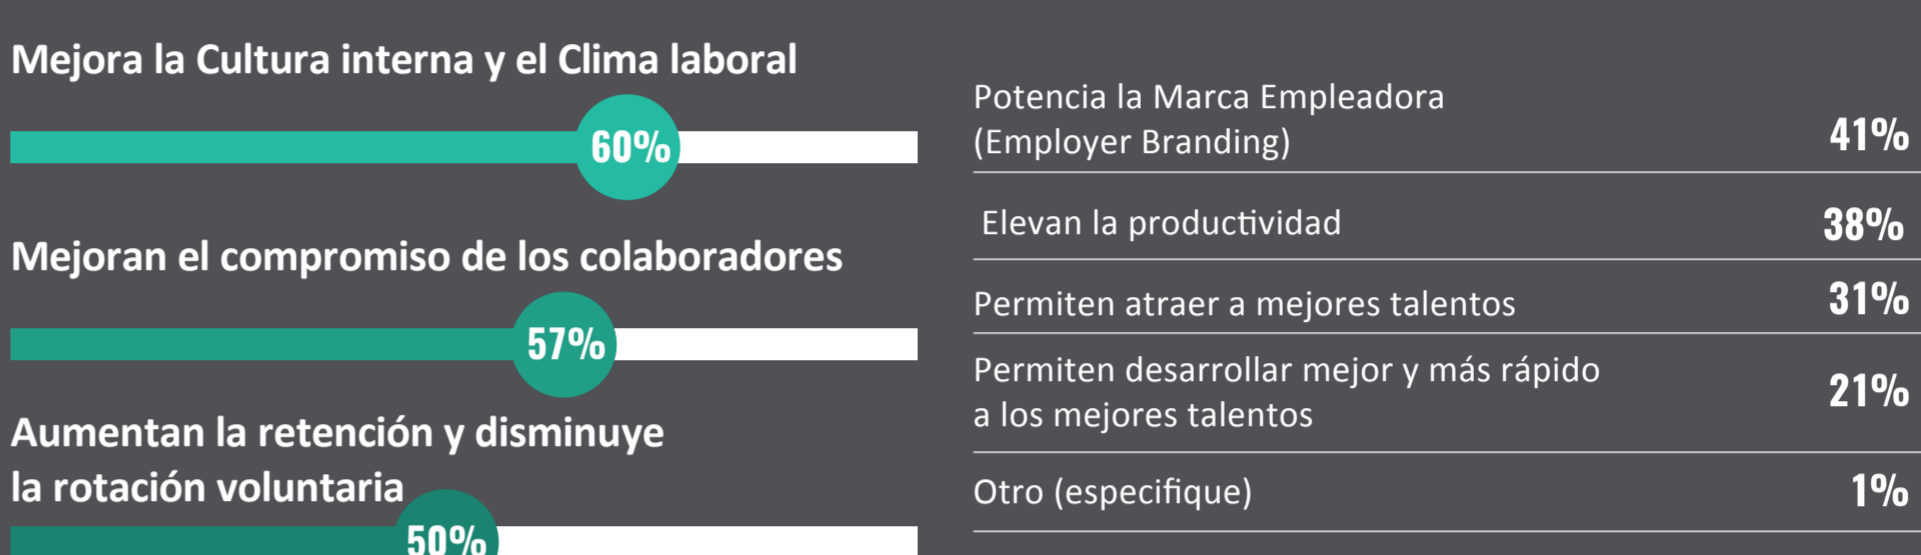 Mejora la Cultura interna y el Clima laboral
60%
Mejoran el compromiso de los colaboradores
57%
Aumentan la retención y disminuye
la rotación voluntaria
50%
Potencia la Marca Empleadora
(Employer Branding)
41%
Elevan la productividad
38%
Permiten atraer a mejores talentos
31%
Permiten desarrollar mejor y más rápido
a los mejores talentos
21%
Otro (especifique)
1%